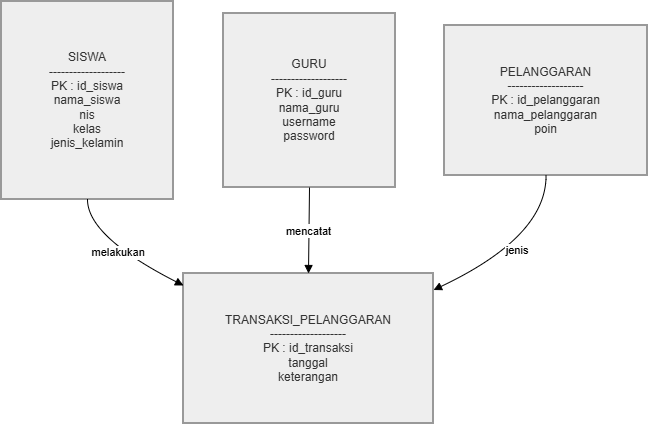 SISWA
-------------------
PK : id_siswa
nama_siswa
nis
kelas
jenis_kelamin
GURU
-------------------
PK : id_guru
nama_guru
username
password
PELANGGARAN
-------------------
PK : id_pelanggaran
nama_pelanggaran
poin
melakukan
mencatat
jenis
TRANSAKSI_PELANGGARAN
-------------------
PK : id_transaksi
tanggal
keterangan